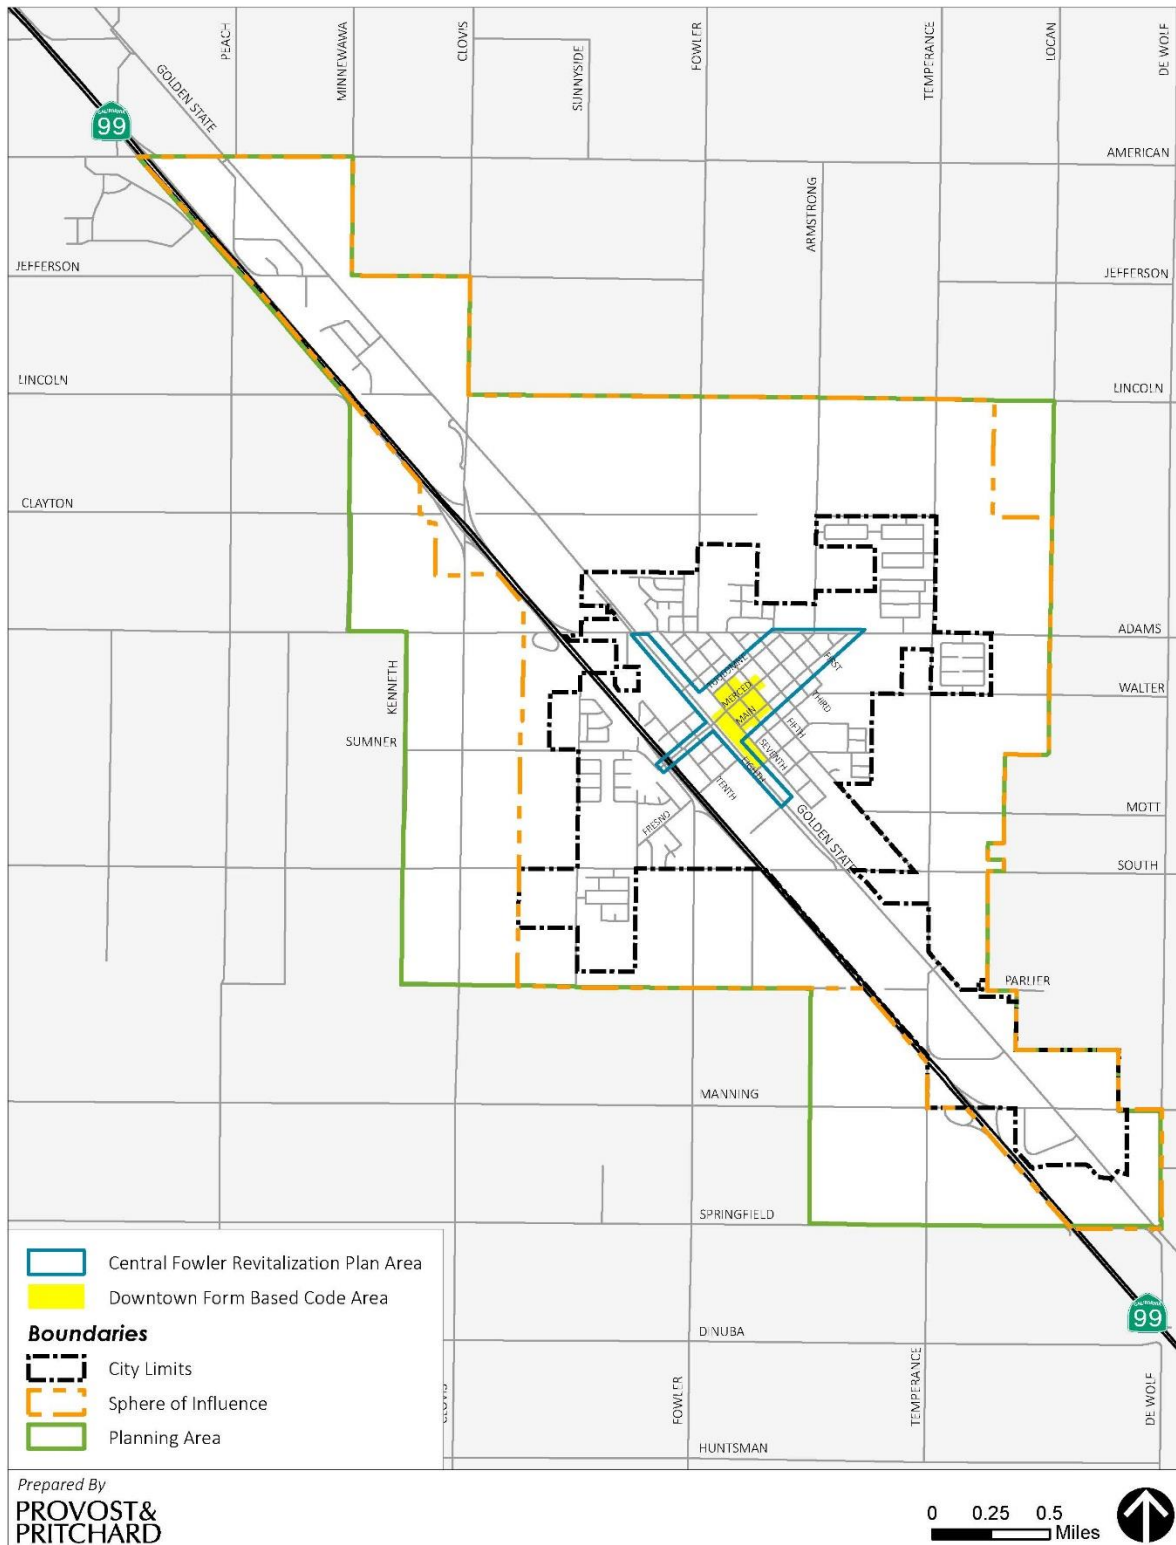 PEACH
MINNEWAWA
CLOVIS
SUNNYSIDE
FOWLER
TEMPERANCE
LOCAN
DE WOLF
GOLDEN STATE
CALIFORNIA
99
AMERICAN
ARMSTRONG
JEFFERSON
JEFFERSON
LINCOLN
LINCOLN
CLAYTON
ADAMS
KENNETH
FIRST
MERCED
WALTER
THIRD
MAIN
FIFTH
SUMNER
SEVENTH
EIGHTH
TENTH
MOTT
FRESNO
GOLDEN STATE
SOUTH
PARLIER
MANNING
SPRINGFIELD
Central Fowler Revitalization Plan Area
Downtown Form Based Code Area
Boundaries
City Limits
Sphere of Influence
Planning Area
CALIFORNIA
99
DINUBA
FOWLER
TEMPERANCE
DE WOLF
HUNTSMAN
Prepared By
PROVOST&
PRITCHARD
0 0.25 0.5
Miles